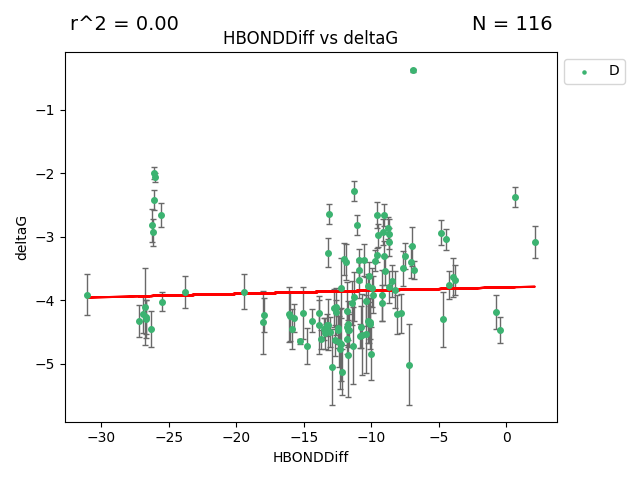 r^2 = 0.00
N = 116
HBONDDiff vs deltaG
D
deltaG
−1
−2
−3
−4
−5
−30
−25
−20
−15
−10
−5
0
HBONDDiff